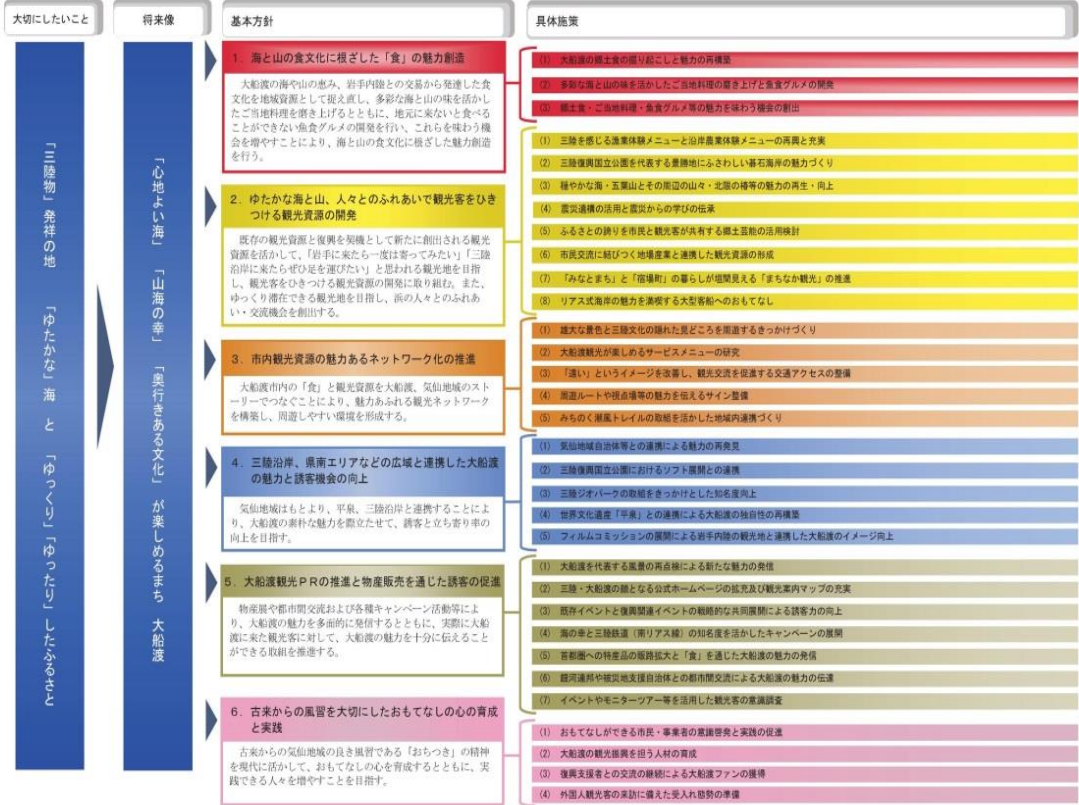 大切にしたいこと
将来像
基本方針
具体施策
「三陸物」発祥の地　「ゆたかな」海　と　「ゆっくり」「ゆったり」したふるさと
「心地よい海」　「山海の幸」　「奥行きある文化」　が楽しめるまち　大船渡
1．海と山の食文化に根ざした「食」の魅力創造
大船渡の海や山の恵み、岩手内陸との交易から発達した食
文化を地域資源として捉え直し、多彩な海と山の味を活かし
たご当地料理を磨き上げるとともに、地元に来ないと食べる
ことができない魚食グルメの開発を行い、これらを味わう機
会を増やすことにより、海と山の食文化に根ざした魅力創造
を行う。
(1) 大船渡の郷土食の掘り起こしと魅力の再構築
(2) 多彩な海と山の味を活かしたご当地料理の磨き上げと魚食グルメの開発
(3) 郷土食・ご当地料理・魚食グルメ等の魅力を味わう機会の創出
2．ゆたかな海と山、人々とのふれあいで観光客をひき
つける観光資源の開発
既存の観光資源と復興を契機として新たに創出される観光
資源を活かして、「岩手に来たら一度は寄ってみたい」「三陸
沿岸に来たらぜひ足を運びたい」と思われる観光地を目指
し、観光客をひきつける観光資源の開発に取り組む。また、
ゆっくり滞在できる観光地を目指し、浜の人々とのふれあ
い・交流機会を創出する。
(1) 三陸を感じる漁業体験メニューと沿岸農業体験メニューの再興と充実
(2) 三陸復興国立公園を代表する景勝地にふさわしい碁石海岸の魅力づくり
(3) 穏やかな海・五葉山とその周辺の山々・北限の椿等の魅力の再生・向上
(4) 震災遺構の活用と震災からの学びの伝承
(5) ふるさとの誇りを市民と観光客が共有する郷土芸能の活用検討
(6) 市民交流に結びつく地場産業と連携した観光資源の形成
(7) 「みなとまち」と「宿場町」の暮らしが垣間見える「まちなか観光」の推進
(8) リアス式海岸の魅力を満喫する大型客船へのおもてなし
3．市内観光資源の魅力あるネットワーク化の推進
大船渡市内の「食」と観光資源を大船渡、気仙地域のスト
ーリーでつなぐことにより、魅力あふれる観光ネットワーク
を構築し、周遊しやすい環境を形成する。
(1) 雄大な景色と三陸文化の隠れた見どころを周遊するきっかけづくり
(2) 大船渡観光が楽しめるサービスメニューの研究
(3) 「遠い」というイメージを改善し、観光交流を促進する交通アクセスの整備
(4) 周遊ルートや視点場等の魅力を伝えるサイン整備
(5) みちのく潮風トレイルの取組を活かした地域内連携づくり
4．三陸沿岸、県南エリアなどの広域と連携した大船渡
の魅力と誘客機会の向上
気仙地域はもとより、平泉、三陸沿岸と連携することによ
り、大船渡の素朴な魅力を際立たせて、誘客と立ち寄り率の
向上を目指す。
(1) 気仙地域自治体等との連携による魅力の再発見
(2) 三陸復興国立公園におけるソフト展開との連携
(3) 三陸ジオパークの取組をきっかけとした知名度向上
(4) 世界文化遺産「平泉」との連携による大船渡の独自性の再構築
(5) フィルムコミッションの展開による岩手内陸の観光地と連携した大船渡のイメージ向上
5．大船渡観光ＰＲの推進と物産販売を通じた誘客の促進
物産展や都市間交流および各種キャンペーン活動等によ
り、大船渡の魅力を多面的に発信するとともに、実際に大船
渡に来た観光客に対して、大船渡の魅力を十分に伝えること
ができる取組を推進する。
(1) 大船渡を代表する風景の再点検による新たな魅力の発信
(2) 三陸・大船渡の顔となる公式ホームページの拡充及び観光案内マップの充実
(3) 既存イベントと復興関連イベントの戦略的な共同展開による誘客力の向上
(4) 海の幸と三陸鉄道（南リアス線）の知名度を活かしたキャンペーンの展開
(5) 首都圏への特産品の販路拡大と「食」を通じた大船渡の魅力の発信
(6) 銀河連邦や被災地支援自治体との都市間交流による大船渡の魅力の伝達
(7) イベントやモニターツアー等を活用した観光客の意識調査
6．古来からの風習を大切にしたおもてなしの心の育成
と実践
古来からの気仙地域の良き風習である「おちつき」の精神
を現代に活かして、おもてなしの心を育成するとともに、実
践できる人々を増やすことを目指す。
(1) おもてなしができる市民・事業者の意識啓発と実践の促進
(2) 大船渡の観光振興を担う人材の育成
(3) 復興支援者との交流の継続による大船渡ファンの獲得
(4) 外国人観光客の来訪に備えた受入れ態勢の準備